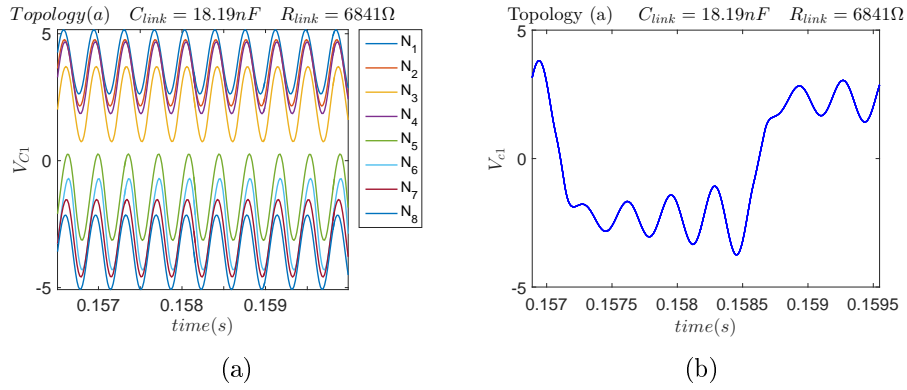 Topology(a) C_link = 18.19nF R_link = 6841Ω
5
0
-5
V_C1
0.157 0.158 0.159
time(s)
N_1
N_2
N_3
N_4
N_5
N_6
N_7
N_8
(a)
Topology (a) C_link = 18.19nF R_link = 6841Ω
5
0
-5
V_c1
0.157 0.1575 0.158 0.1585 0.159 0.1595
time(s)
(b)